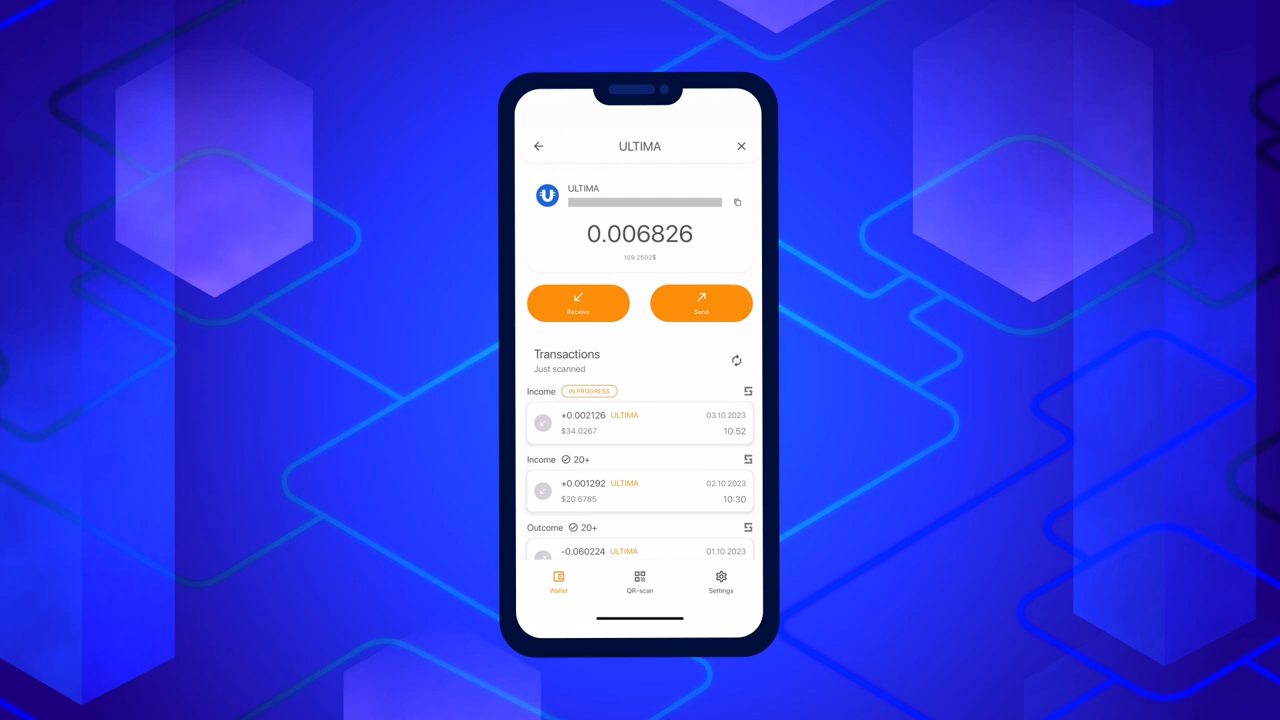 ULTIMA
ULTIMA
0.006826
109.2502$
Receive
Send
Transactions
Just scanned
Income IN PROGRESS
+0.002126 ULTIMA 03.10.2023
$34.0267 10:52
Income 20+
+0.001292 ULTIMA 02.10.2023
$20.6785 10:30
Outcome 20+
-0.060224 ULTIMA 01.10.2023
Wallet QR-scan Settings